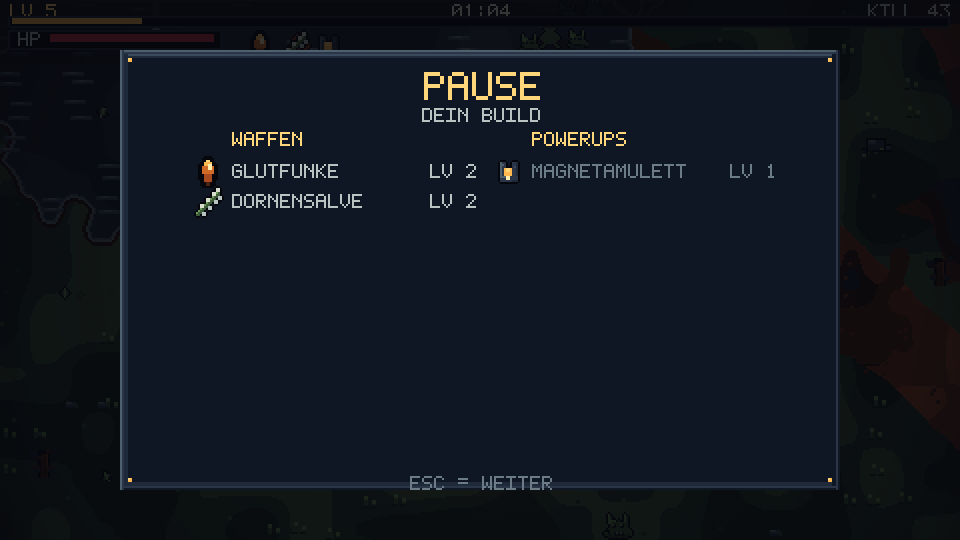 LV 5 01:04 KILL 43
HP
PAUSE
DEIN BUILD
WAFFEN POWERUPS
GLUTFUNKE LV 2 MAGNETAMULETT LV 1
DORNENSALVE LV 2
ESC = WEITER